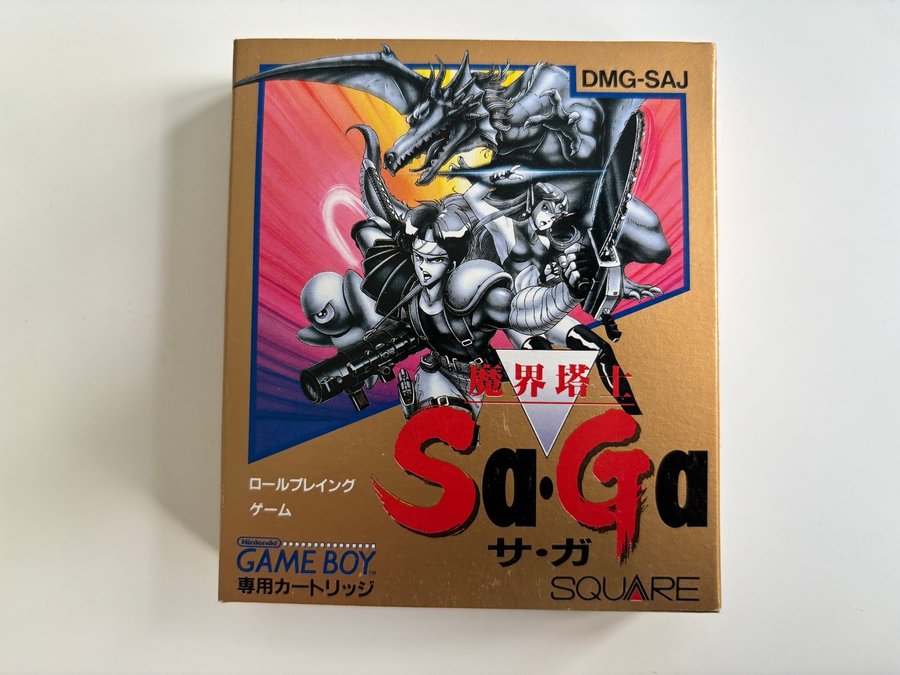 DMG-SAJ
魔界塔士
Sa・Ga
サ・ガ
ロールプレイング
ゲーム
Nintendo
GAME BOY™
専用カートリッジ
SQUARE